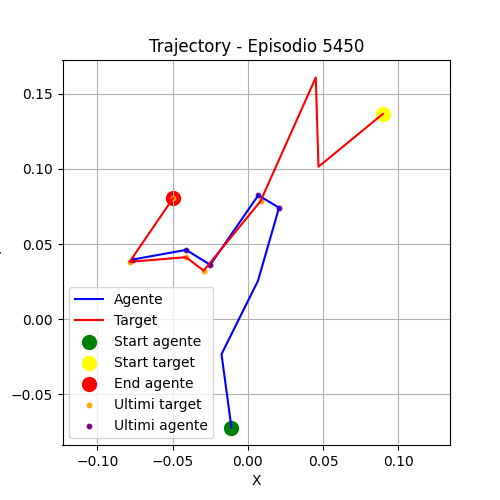 Trajectory - Episodio 5450
0.15
0.10
0.05
0.00
−0.05
Agente
Target
Start agente
Start target
End agente
Ultimi target
Ultimi agente
−0.10
−0.05
0.00
0.05
0.10
X